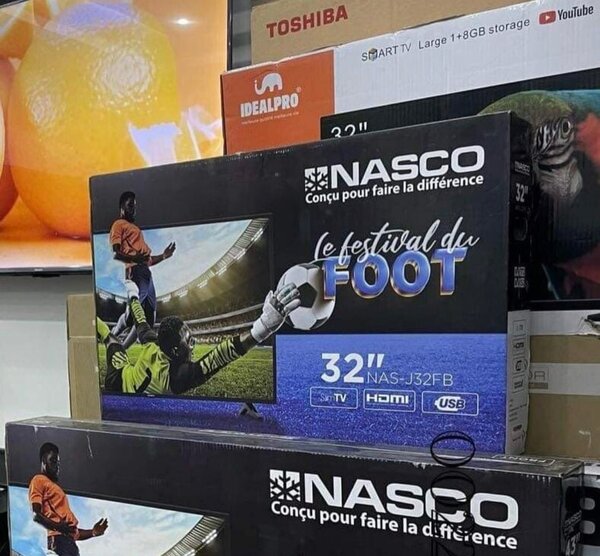 TOSHIBA
SMART TV Large 1+8GB storage YouTube
IDEALPRO
32"
NASCO
Conçu pour faire la différence
le festival du
FOOT
32"
NAS-J32FB
TV HDMI USB
32"
NASCO
Conçu pour faire la différence